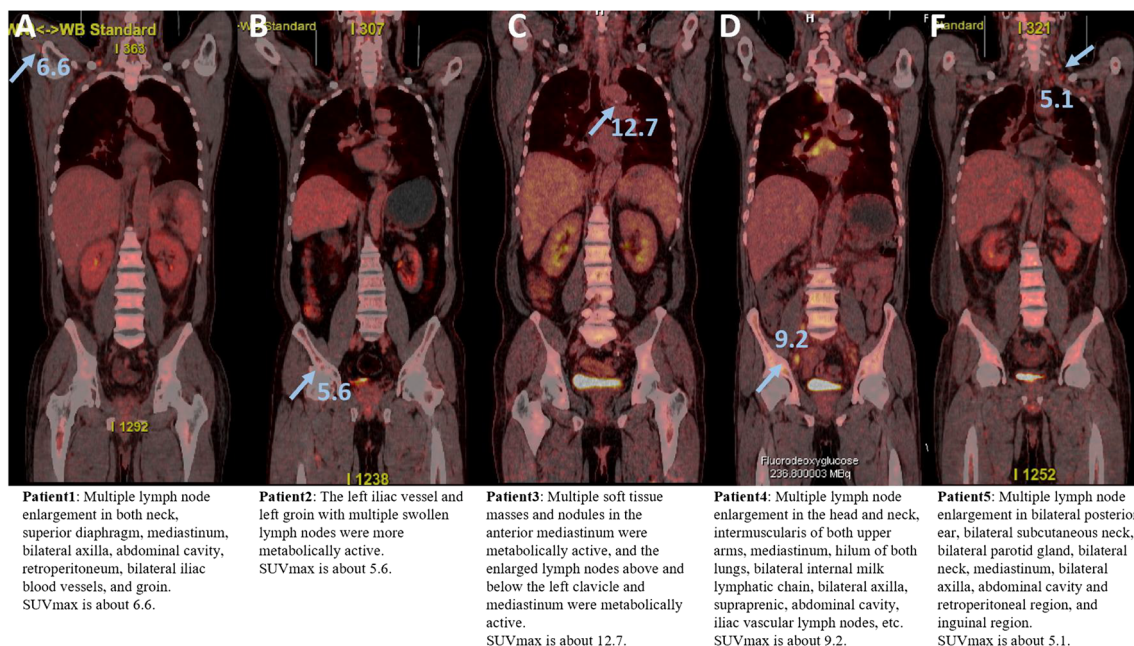 A
WB <->WB Standard
I 363
6.6
I 1292
B
-WB Standard
I 307
5.6
I 1238
C
H
12.7
D
H
9.2
Fluorodeoxyglucose
236.800003 MBq
F
F
Standard
I 321
5.1
I 1252
Patient1: Multiple lymph node
enlargement in both neck,
superior diaphragm, mediastinum,
bilateral axilla, abdominal cavity,
retroperitoneum, bilateral iliac
blood vessels, and groin.
SUVmax is about 6.6.
Patient2: The left iliac vessel and
left groin with multiple swollen
lymph nodes were more
metabolically active.
SUVmax is about 5.6.
Patient3: Multiple soft tissue
masses and nodules in the
anterior mediastinum were
metabolically active, and the
enlarged lymph nodes above and
below the left clavicle and
mediastinum were metabolically
active.
SUVmax is about 12.7.
Patient4: Multiple lymph node
enlargement in the head and neck,
intermuscularis of both upper
arms, mediastinum, hilum of both
lungs, bilateral internal milk
lymphatic chain, bilateral axilla,
supraprenic, abdominal cavity,
iliac vascular lymph nodes, etc.
SUVmax is about 9.2.
Patient5: Multiple lymph node
enlargement in bilateral posterior
ear, bilateral subcutaneous neck,
bilateral parotid gland, bilateral
neck, mediastinum, bilateral
axilla, abdominal cavity and
retroperitoneal region, and
inguinal region.
SUVmax is about 5.1.